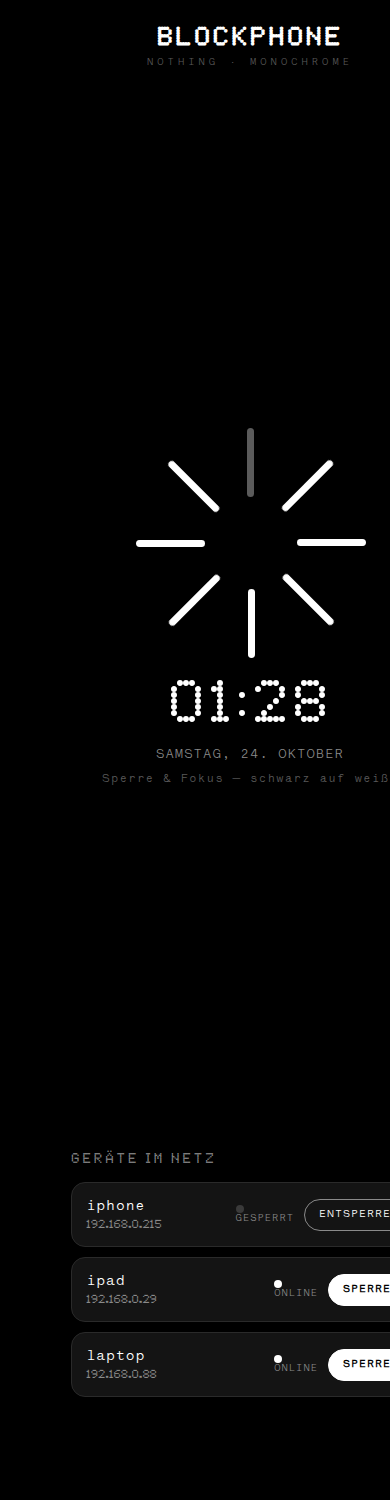 BLOCKPHONE
NOTHING · MONOCHROME
01:28
SAMSTAG, 24. OKTOBER
Sperre & Fokus — schwarz auf weiß
GERÄTE IM NETZ
iphone
192.168.0.215
GESPERRT
ENTSPERRE
ipad
192.168.0.29
ONLINE
SPERRE
laptop
192.168.0.88
ONLINE
SPERRE